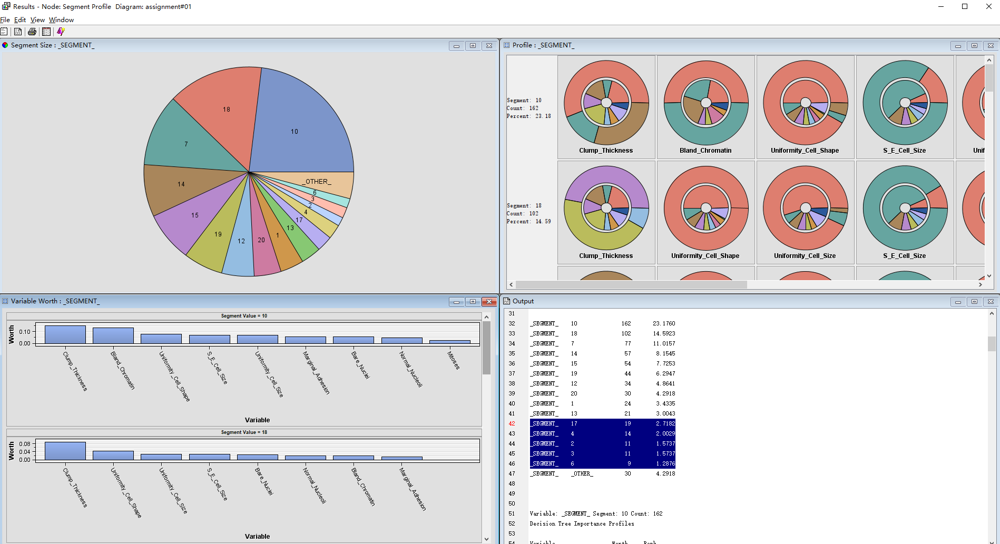 Results - Node: Segment Profile  Diagram: assignment#01
File Edit View Window
Segment Size : _SEGMENT_
10
18
7
14
15
19
12
20
1
13
17
4
2
3
6
_OTHER_
Profile : _SEGMENT_
Segment: 10
Count: 162
Percent: 23.18
Clump_Thickness
Bland_Chromatin
Uniformity_Cell_Shape
S_E_Cell_Size
Unif
Segment: 18
Count: 102
Percent: 14.59
Clump_Thickness
Uniformity_Cell_Shape
Uniformity_Cell_Size
S_E_Cell_Size
Variable Worth : _SEGMENT_
Segment Value = 10
Worth
0.10
0.00
Clump_Thickness
Bland_Chromatin
Uniformity_Cell_Shape
S_E_Cell_Size
Uniformity_Cell_Size
Marginal_Adhesion
Bare_Nuclei
Normal_Nucleoli
Mitoses
Variable
Segment Value = 18
Worth
0.08
0.04
0.00
Clump_Thickness
Uniformity_Cell_Shape
Uniformity_Cell_Size
S_E_Cell_Size
Bare_Nuclei
Normal_Nucleoli
Bland_Chromatin
Marginal_Adhesion
Variable
Output
31
32 _SEGMENT_ 10 162 23.1760
33 _SEGMENT_ 18 102 14.5923
34 _SEGMENT_ 7 77 11.0157
35 _SEGMENT_ 14 57 8.1545
36 _SEGMENT_ 15 54 7.7253
37 _SEGMENT_ 19 44 6.2947
38 _SEGMENT_ 12 34 4.8641
39 _SEGMENT_ 20 30 4.2918
40 _SEGMENT_ 1 24 3.4335
41 _SEGMENT_ 13 21 3.0043
42 _SEGMENT_ 17 19 2.7182
43 _SEGMENT_ 4 14 2.0029
44 _SEGMENT_ 2 11 1.5737
45 _SEGMENT_ 3 11 1.5737
46 _SEGMENT_ 6 9 1.2876
47 _SEGMENT_ _OTHER_ 30 4.2918
48
49
50
51 Variable: _SEGMENT_ Segment: 10 Count: 162
52 Decision Tree Importance Profiles
53
54 Variable Worth Rank